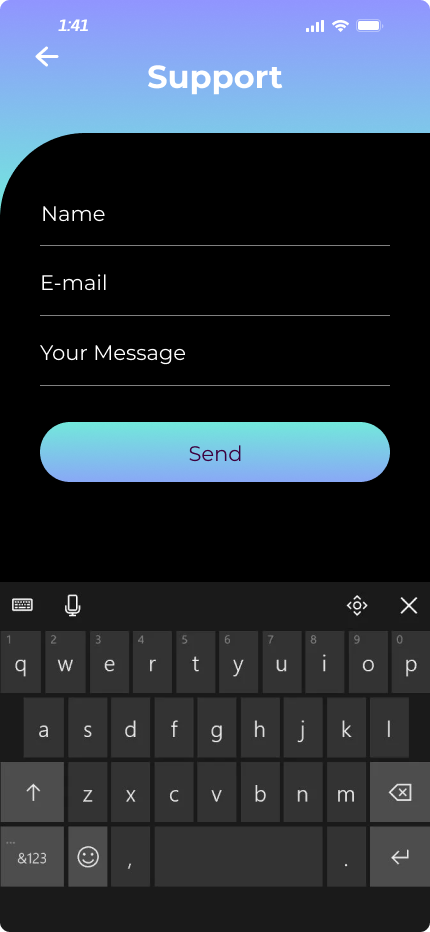 1:41
Support
Name
E-mail
Your Message
Send
1 2 3 4 5 6 7 8 9 0
q w e r t y u i o p
a s d f g h j k l
z x c v b n m
...
&123 , .